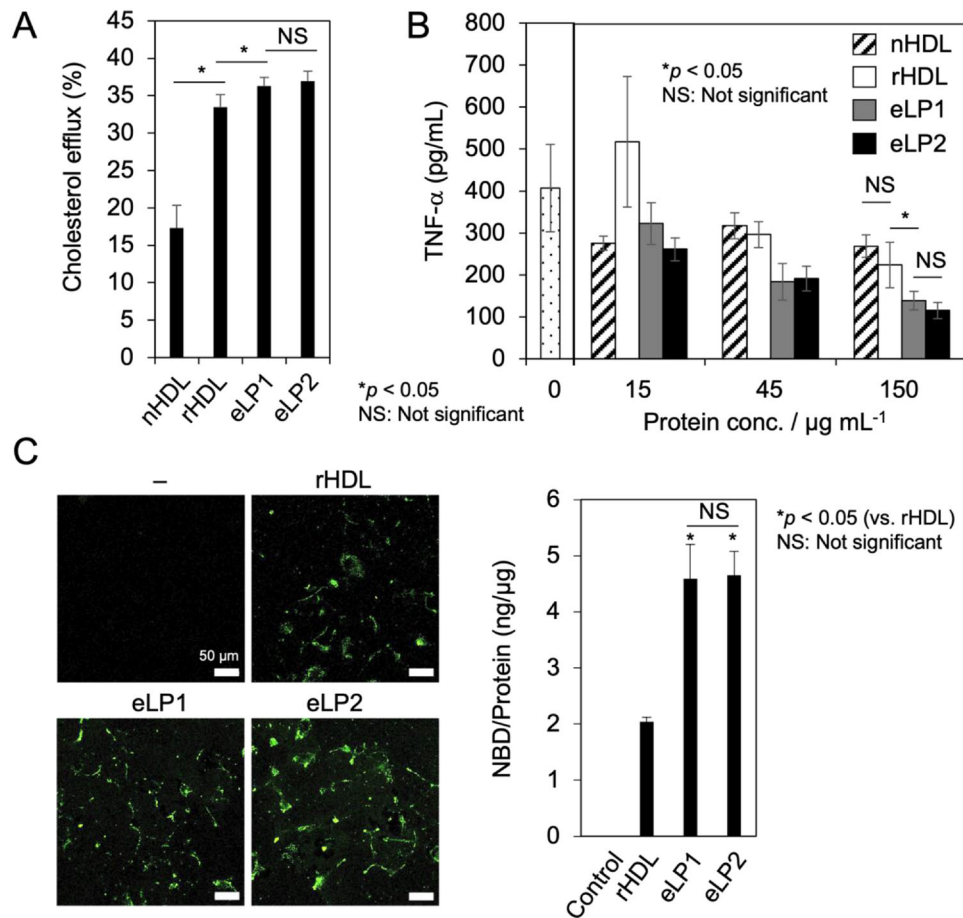 A
Cholesterol efflux (%)
45
40
35
30
25
20
15
10
5
0
*
*
NS
nHDL
rHDL
eLP1
eLP2
*p < 0.05
NS: Not significant
B
TNF-α (pg/mL)
800
700
600
500
400
300
200
100
0
*p < 0.05
NS: Not significant
nHDL
rHDL
eLP1
eLP2
NS
*
NS
0
15
45
150
Protein conc. / μg mL-1
C
–
rHDL
50 μm
eLP1
eLP2
NBD/Protein (ng/μg)
6
5
4
3
2
1
0
NS
*
*
Control
rHDL
eLP1
eLP2
*p < 0.05 (vs. rHDL)
NS: Not significant